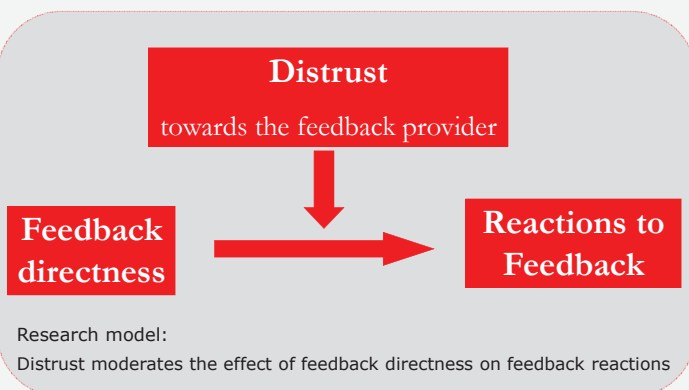 Distrust
towards the feedback provider
Feedback
directness
Reactions to
Feedback
Research model:
Distrust moderates the effect of feedback directness on feedback reactions